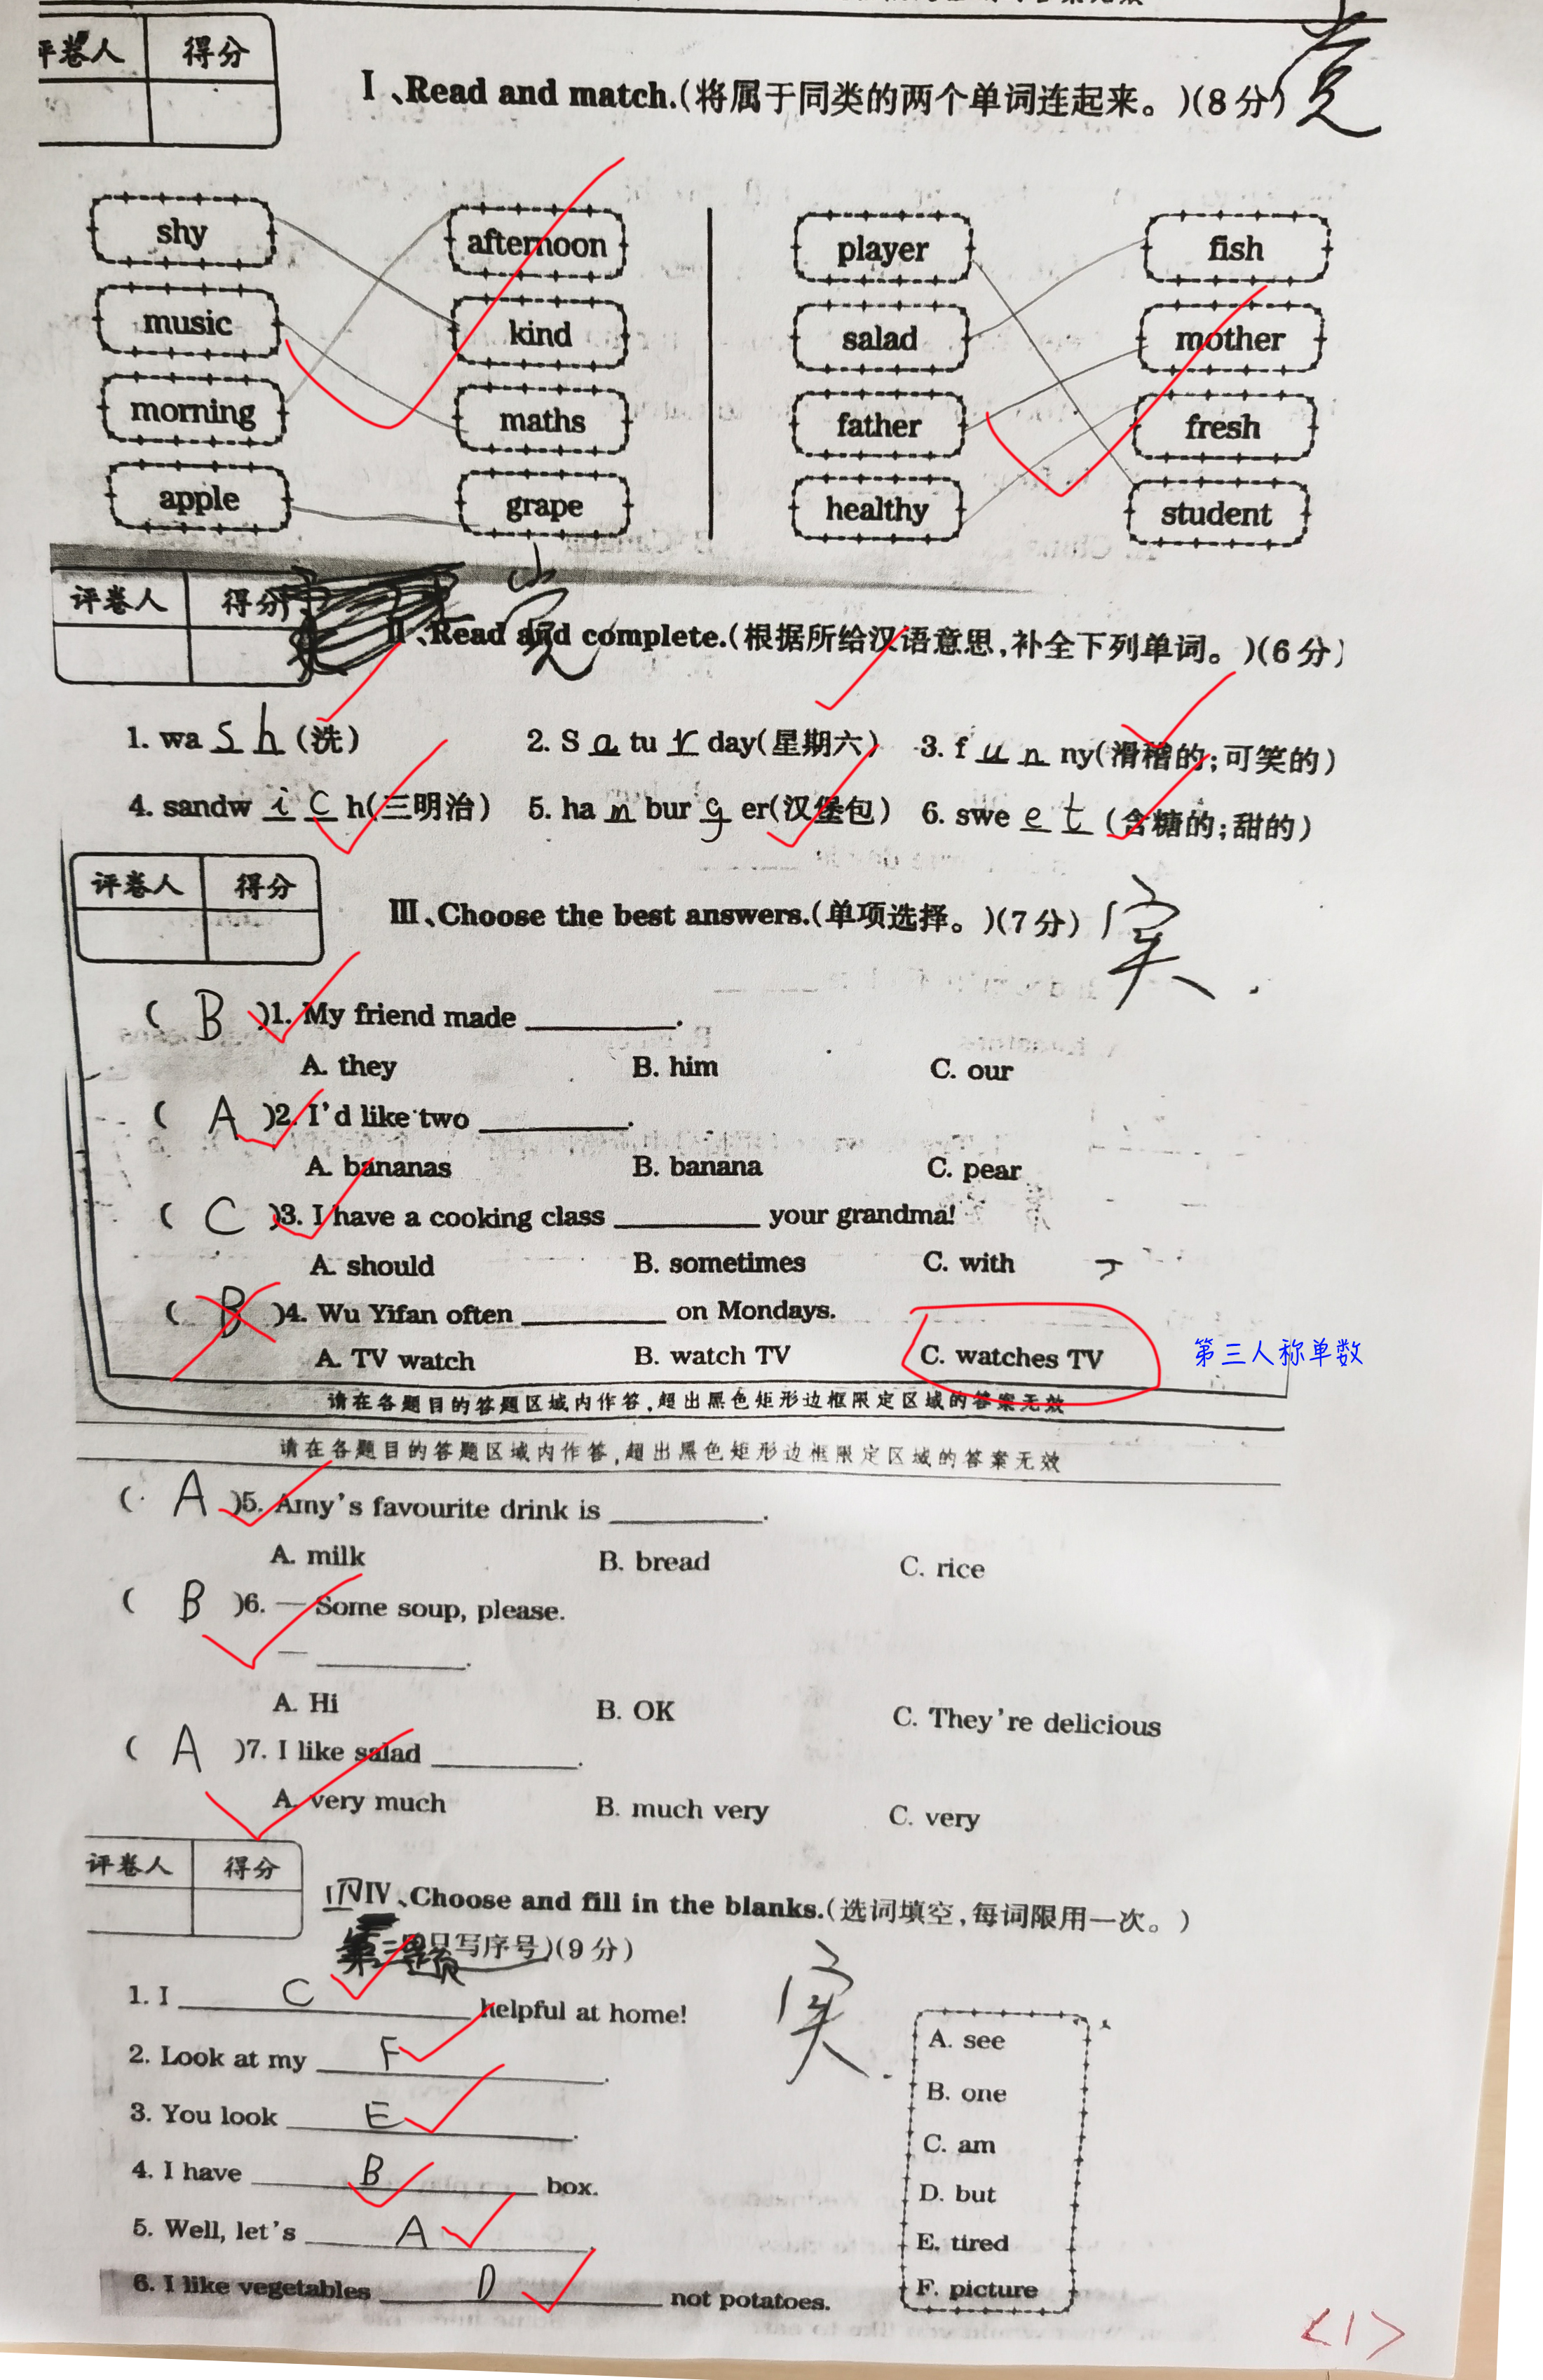 评卷人 得分
Ⅰ、Read and match.(将属于同类的两个单词连起来。)(8分)
shy afternoon player fish
music kind salad mother
morning maths father fresh
apple grape healthy student
评卷人 得分
Ⅱ、Read and complete.(根据所给汉语意思,补全下列单词。)(6分)
1. wa s h (洗) 2. S a tu r day(星期六) 3. f u n ny(滑稽的;可笑的)
4. sandw i c h(三明治) 5. ha m bur g er(汉堡包) 6. swe e t (含糖的;甜的)
评卷人 得分
Ⅲ、Choose the best answers.(单项选择。)(7分)
( B )1. My friend made ________.
A. they B. him C. our
( A )2. I'd like two ________.
A. bananas B. banana C. pear
( C )3. I have a cooking class ________ your grandma!
A. should B. sometimes C. with
( B )4. Wu Yifan often ________ on Mondays.
A. TV watch B. watch TV C. watches TV 第三人称单数
请在各题目的答题区域内作答,超出黑色矩形边框限定区域的答案无效
请在各题目的答题区域内作答,超出黑色矩形边框限定区域的答案无效
( A )5. Amy's favourite drink is ________.
A. milk B. bread C. rice
( B )6. — Some soup, please.
— ________.
A. Hi B. OK C. They're delicious
( A )7. I like salad ________.
A. very much B. much very C. very
评卷人 得分
Ⅳ、Choose and fill in the blanks.(选词填空,每词限用一次。)
只写序号)(9分)
1. I C helpful at home!
2. Look at my F .
3. You look E .
4. I have B box.
5. Well, let's A .
6. I like vegetables D not potatoes.
A. see
B. one
C. am
D. but
E. tired
F. picture
<1>